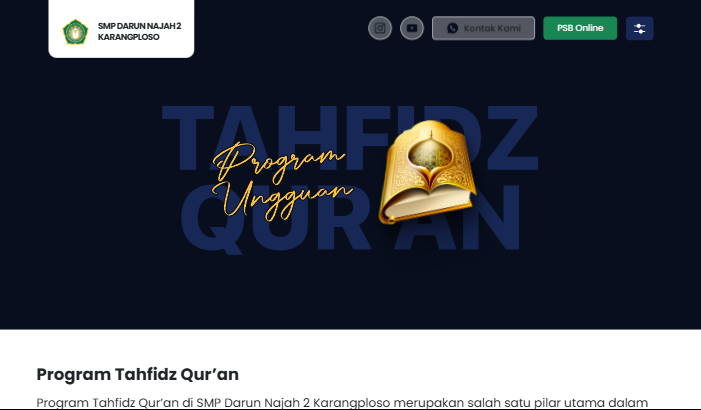 SMP DARUN NAJAH 2
KARANGPLOSO
Kontak Kami
PSB Online
TAHFIDZ
QUR'AN
Program
Ungguan
Program Tahfidz Qur’an
Program Tahfidz Qur’an di SMP Darun Najah 2 Karangploso merupakan salah satu pilar utama dalam